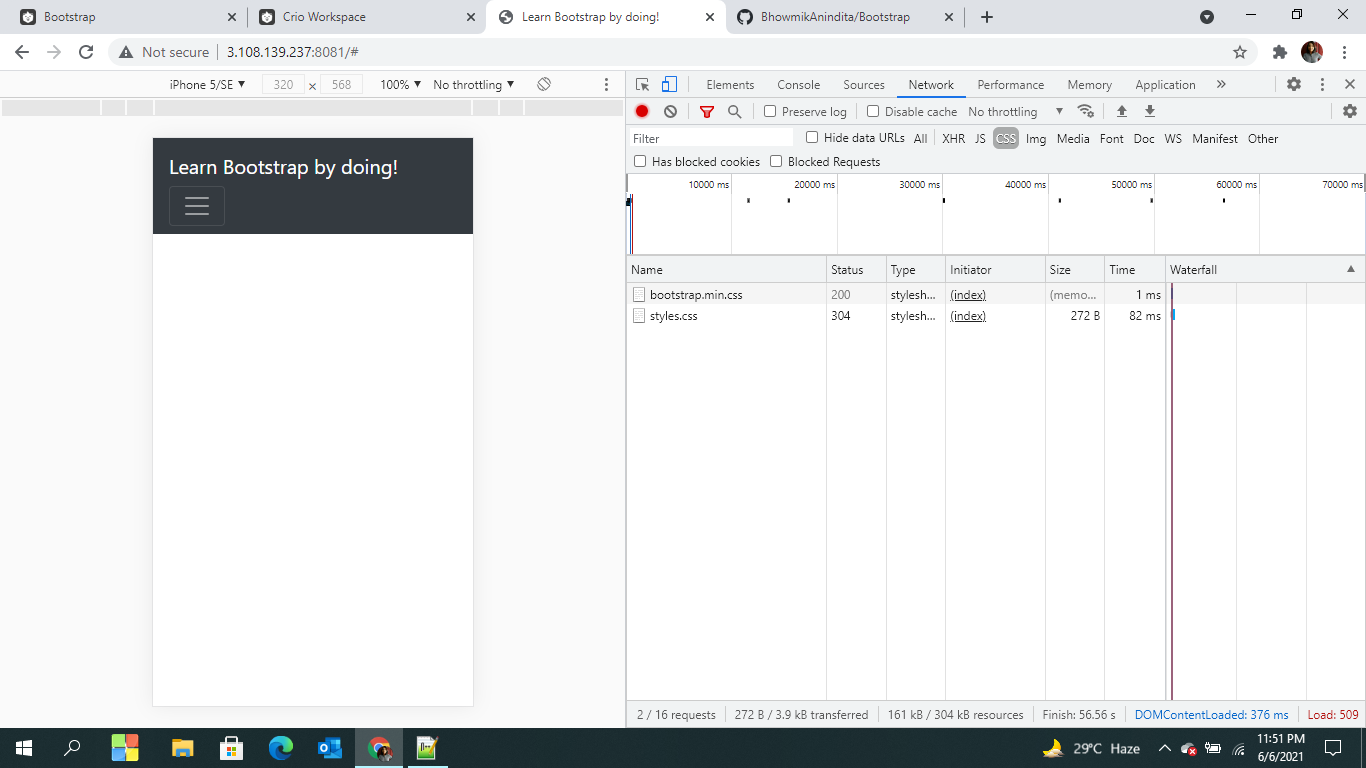 Bootstrap
Crio Workspace
Learn Bootstrap by doing!
BhowmikAnindita/Bootstrap
Not secure
3.108.139.237:8081/#
iPhone 5/SE ▼ 320 × 568 100% ▼ No throttling ▼
Elements Console Sources Network Performance Memory Application »
Preserve log Disable cache No throttling ▼
Filter Hide data URLs All XHR JS CSS Img Media Font Doc WS Manifest Other
Has blocked cookies Blocked Requests
10000 ms 20000 ms 30000 ms 40000 ms 50000 ms 60000 ms 70000 ms
Learn Bootstrap by doing!
Name Status Type Initiator Size Time Waterfall
bootstrap.min.css 200 stylesh... (index) (memo... 1 ms
styles.css 304 stylesh... (index) 272 B 82 ms
2 / 16 requests 272 B / 3.9 kB transferred 161 kB / 304 kB resources Finish: 56.56 s DOMContentLoaded: 376 ms Load: 509
29°C Haze
11:51 PM
6/6/2021